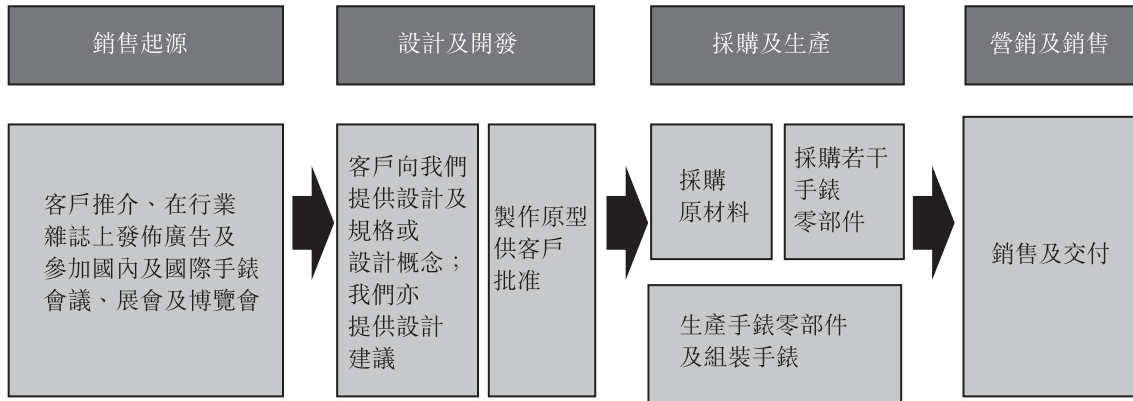 銷售起源
設計及開發
採購及生產
營銷及銷售
客戶推介、在行業
雜誌上發佈廣告及
參加國內及國際手錶
會議、展會及博覽會
客戶向我們
提供設計及
規格或
設計概念；
我們亦
提供設計
建議
製作原型
供客戶
批准
採購
原材料
採購若干
手錶
零部件
生產手錶零部件
及組裝手錶
銷售及交付